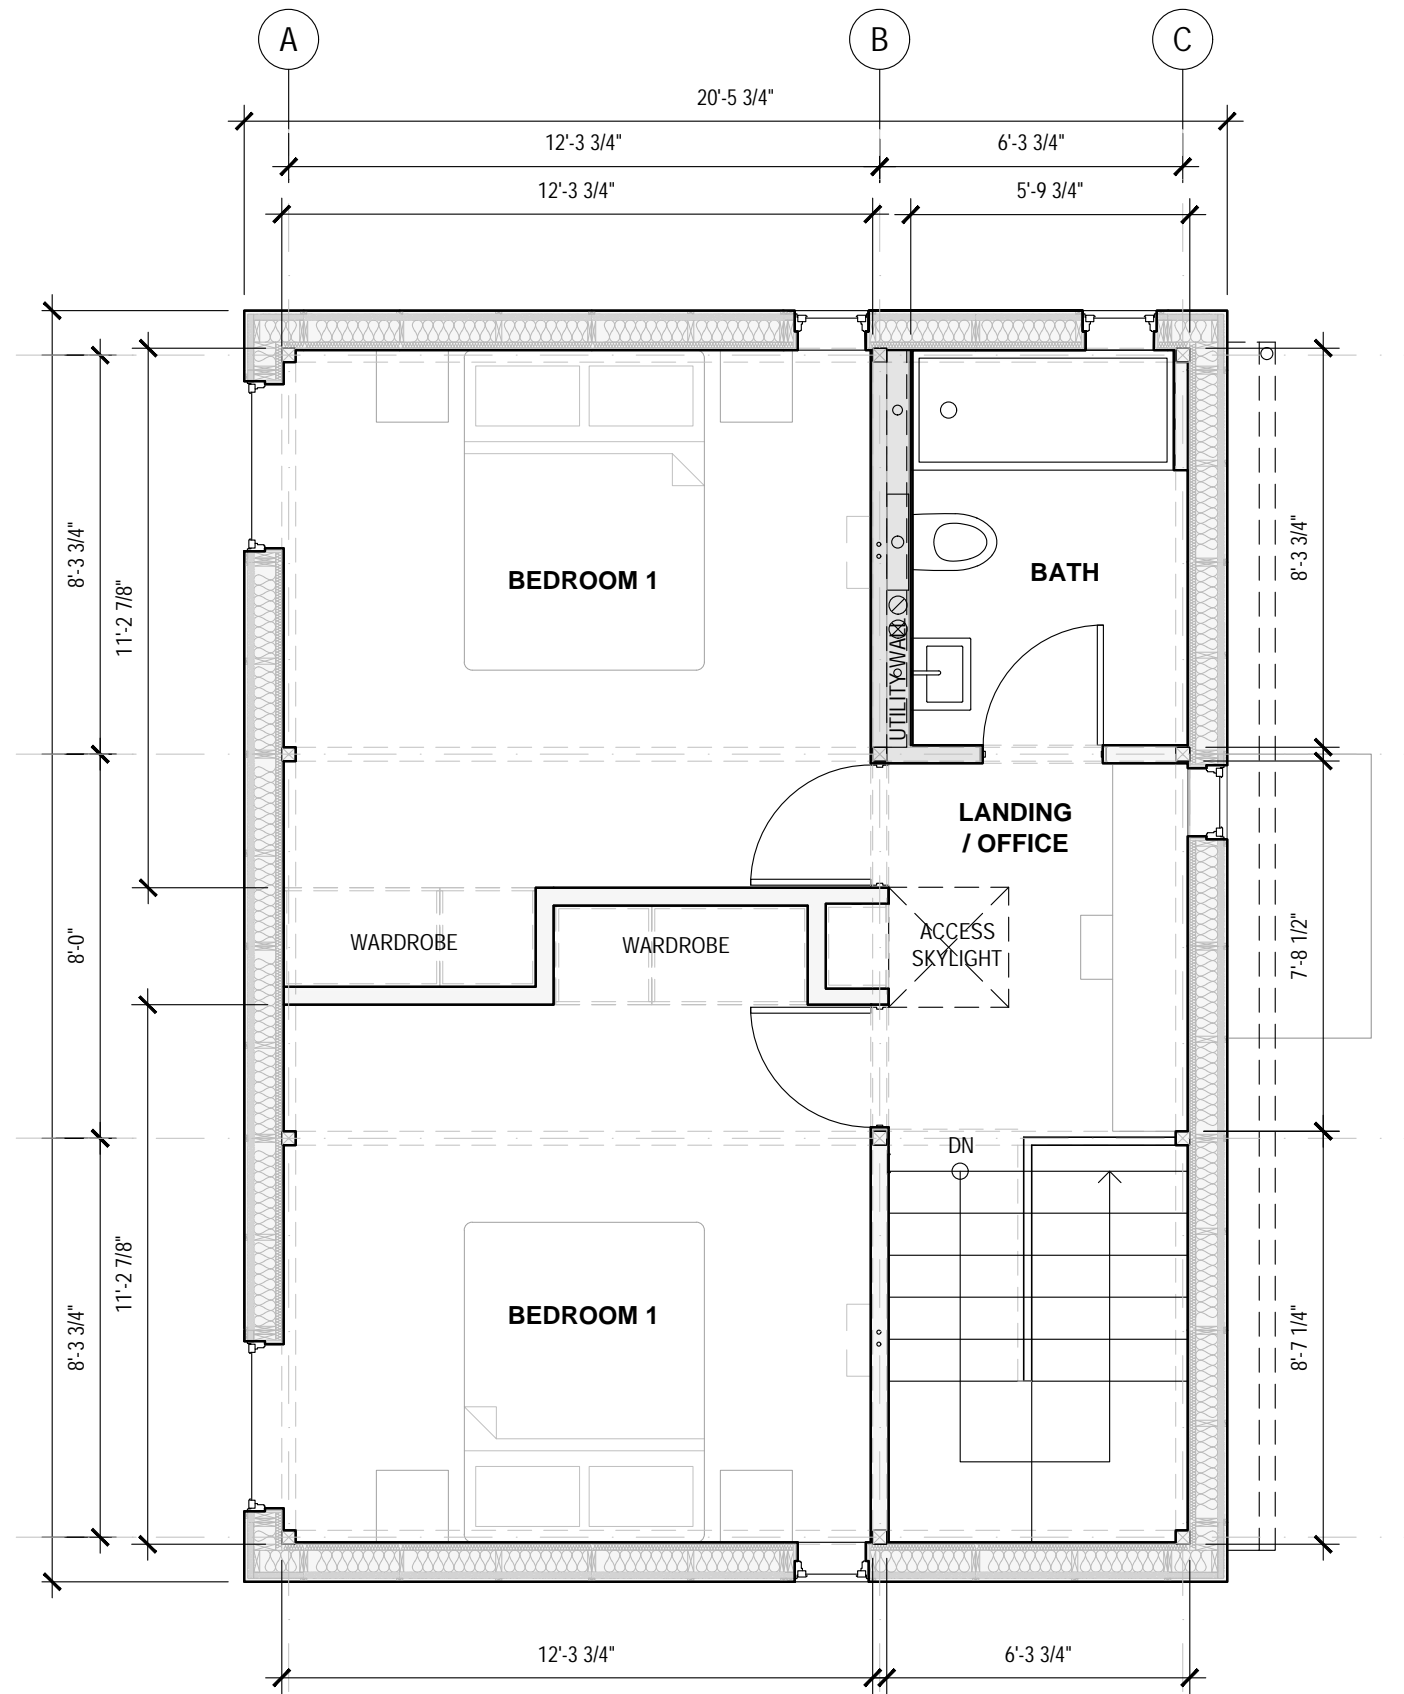 A
B
C
20'-5 3/4"
12'-3 3/4"
6'-3 3/4"
12'-3 3/4"
5'-9 3/4"
8'-3 3/4"
11'-2 7/8"
8'-3 3/4"
BEDROOM 1
BATH
UTILITY WALL
LANDING
/ OFFICE
8'-0"
WARDROBE
WARDROBE
ACCESS
SKYLIGHT
7'-8 1/2"
DN
11'-2 7/8"
8'-3 3/4"
BEDROOM 1
8'-7 1/4"
12'-3 3/4"
6'-3 3/4"